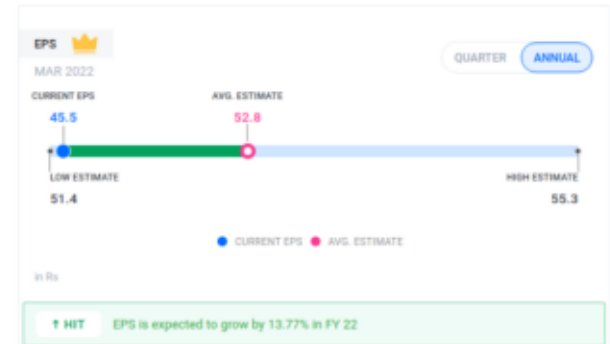 EPS
MAR 2022
QUARTER ANNUAL
CURRENT EPS AVG. ESTIMATE
45.5 52.8
LOW ESTIMATE HIGH ESTIMATE
51.4 55.3
CURRENT EPS AVG. ESTIMATE
in Rs
↑ HIT EPS is expected to grow by 13.77% in FY 22